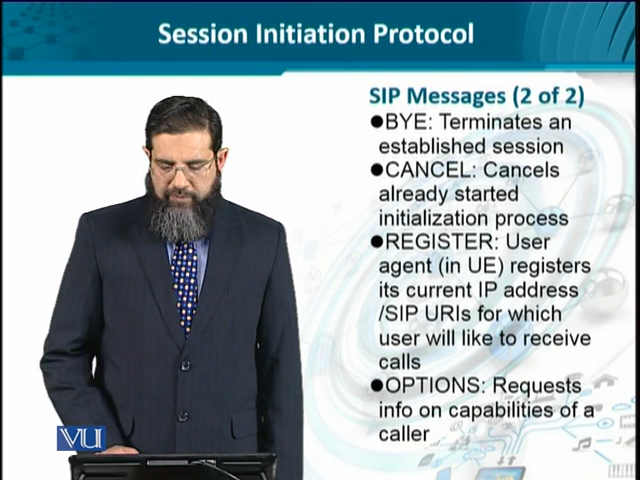 Session Initiation Protocol
SIP Messages (2 of 2)
●BYE: Terminates an
established session
●CANCEL: Cancels
already started
initialization process
●REGISTER: User
agent (in UE) registers
its current IP address
/SIP URIs for which
user will like to receive
calls
●OPTIONS: Requests
info on capabilities of a
caller
VU